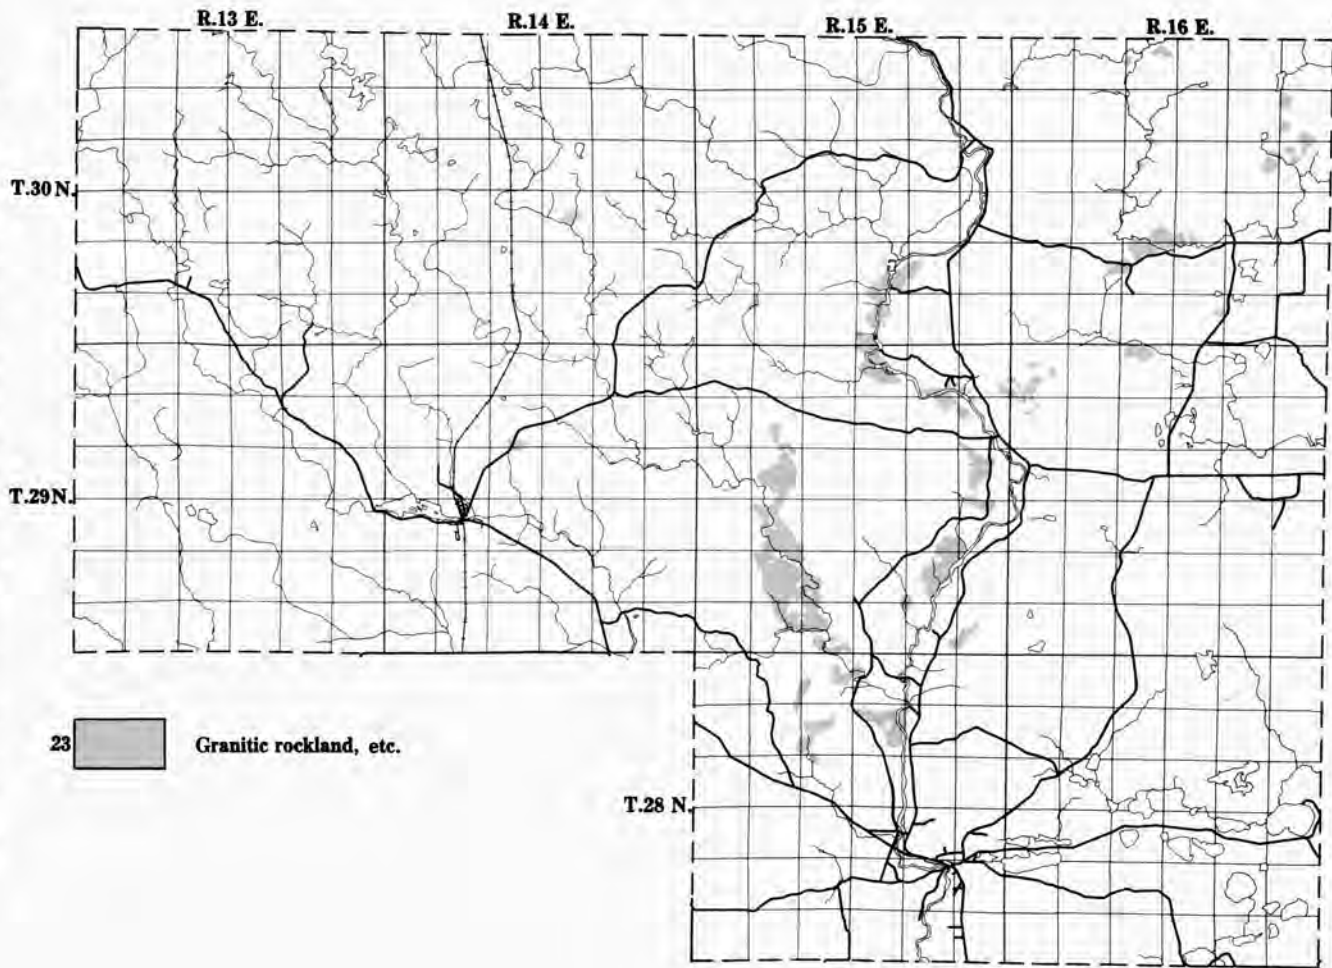 R.13 E.
R.14 E.
R.15 E.
R.16 E.
T.30 N.
T.29 N.
23 Granitic rockland, etc.
T.28 N.